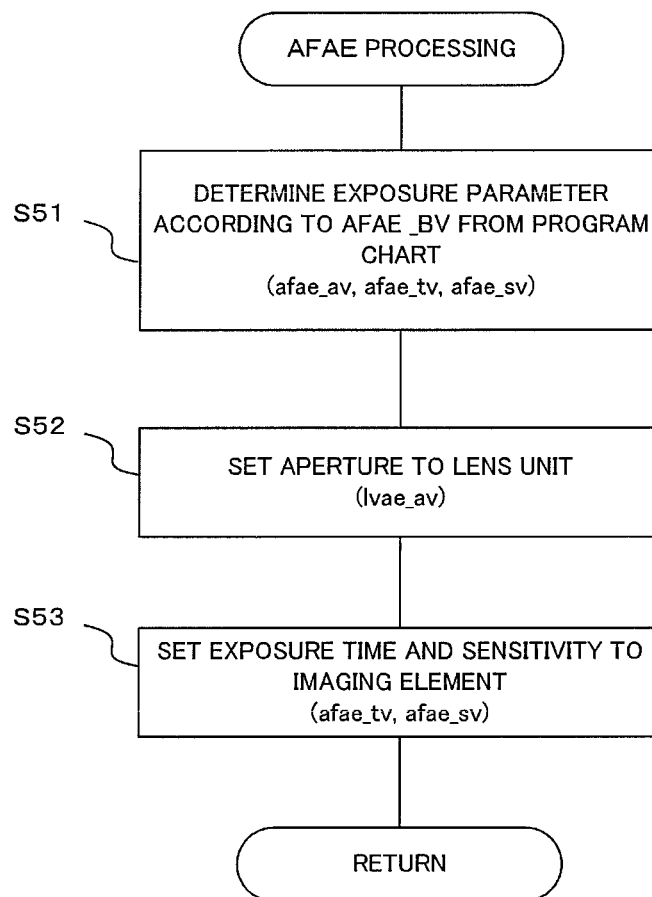 AFAE PROCESSING
S51
DETERMINE EXPOSURE PARAMETER
ACCORDING TO AFAE _BV FROM PROGRAM
CHART
(afae_av, afae_tv, afae_sv)
S52
SET APERTURE TO LENS UNIT
(lvae_av)
S53
SET EXPOSURE TIME AND SENSITIVITY TO
IMAGING ELEMENT
(afae_tv, afae_sv)
RETURN